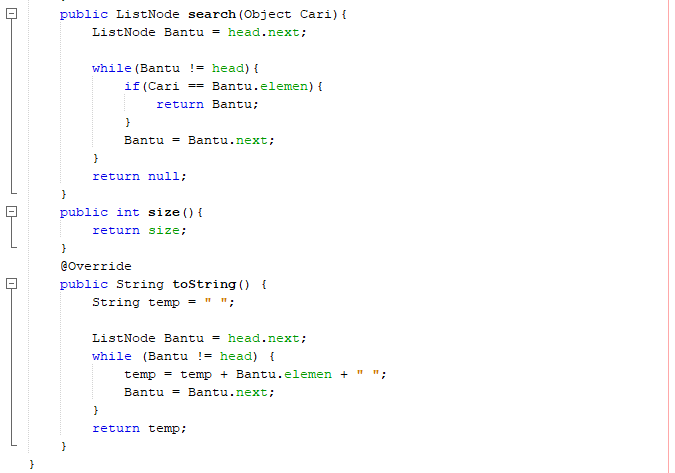 public ListNode search(Object Cari){
ListNode Bantu = head.next;
while(Bantu != head){
if(Cari == Bantu.elemen){
return Bantu;
}
Bantu = Bantu.next;
}
return null;
}
public int size(){
return size;
}
@Override
public String toString() {
String temp = " ";
ListNode Bantu = head.next;
while (Bantu != head) {
temp = temp + Bantu.elemen + " ";
Bantu = Bantu.next;
}
return temp;
}
}